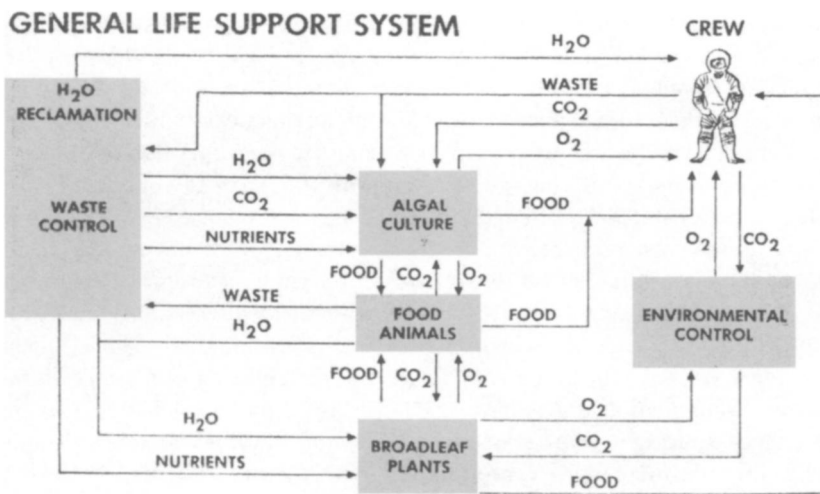 GENERAL LIFE SUPPORT SYSTEM
CREW
H₂O
H₂O
RECLAMATION
WASTE
CO₂
O₂
H₂O
CO₂
NUTRIENTS
WASTE
CONTROL
ALGAL
CULTURE
FOOD
O₂
CO₂
FOOD
CO₂
O₂
WASTE
H₂O
FOOD
ANIMALS
FOOD
ENVIRONMENTAL
CONTROL
FOOD
CO₂
O₂
H₂O
NUTRIENTS
BROADLEAF
PLANTS
O₂
CO₂
FOOD